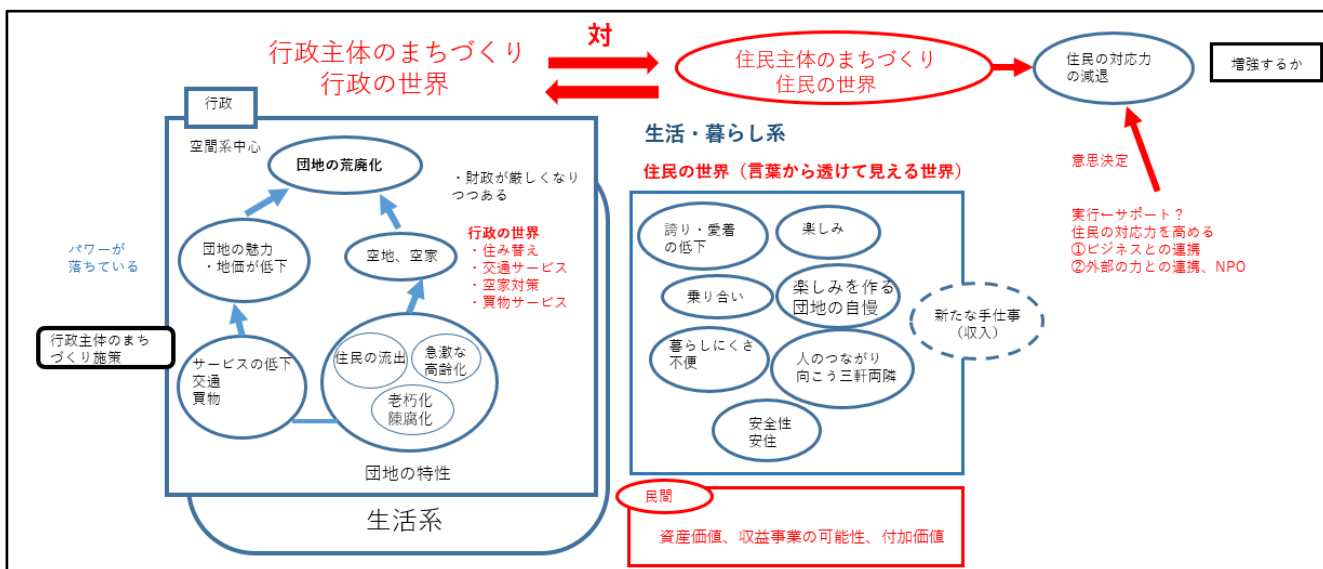 行政主体のまちづくり
行政の世界
対
住民主体のまちづくり
住民の世界
住民の対応力
の減退
増強するか
行政
空間系中心
団地の荒廃化
・財政が厳しくなり
つつある
パワーが
落ちている
団地の魅力
・地価が低下
空地、空家
行政の世界
・住み替え
・交通サービス
・空家対策
・買物サービス
行政主体のまち
づくり施策
サービスの低下
交通
買物
住民の流出
急激な
高齢化
老朽化
陳腐化
団地の特性
生活系
生活・暮らし系
住民の世界（言葉から透けて見える世界）
誇り・愛着
の低下
楽しみ
乗り合い
楽しみを作る
団地の自慢
暮らしにくさ
不便
人のつながり
向こう三軒両隣
安全性
安住
新たな手仕事
（収入）
意思決定
実行←サポート？
住民の対応力を高める
①ビジネスとの連携
②外部の力との連携、NPO
民間
資産価値、収益事業の可能性、付加価値